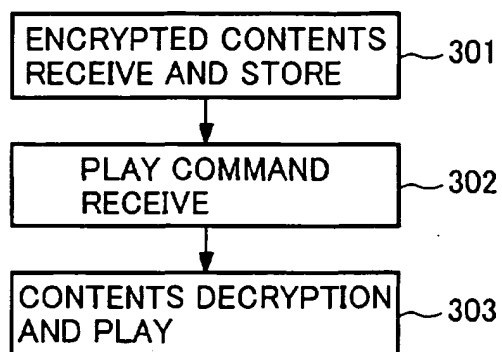 ENCRYPTED CONTENTS
RECEIVE AND STORE
301
PLAY COMMAND
RECEIVE
302
CONTENTS DECRYPTION
AND PLAY
303